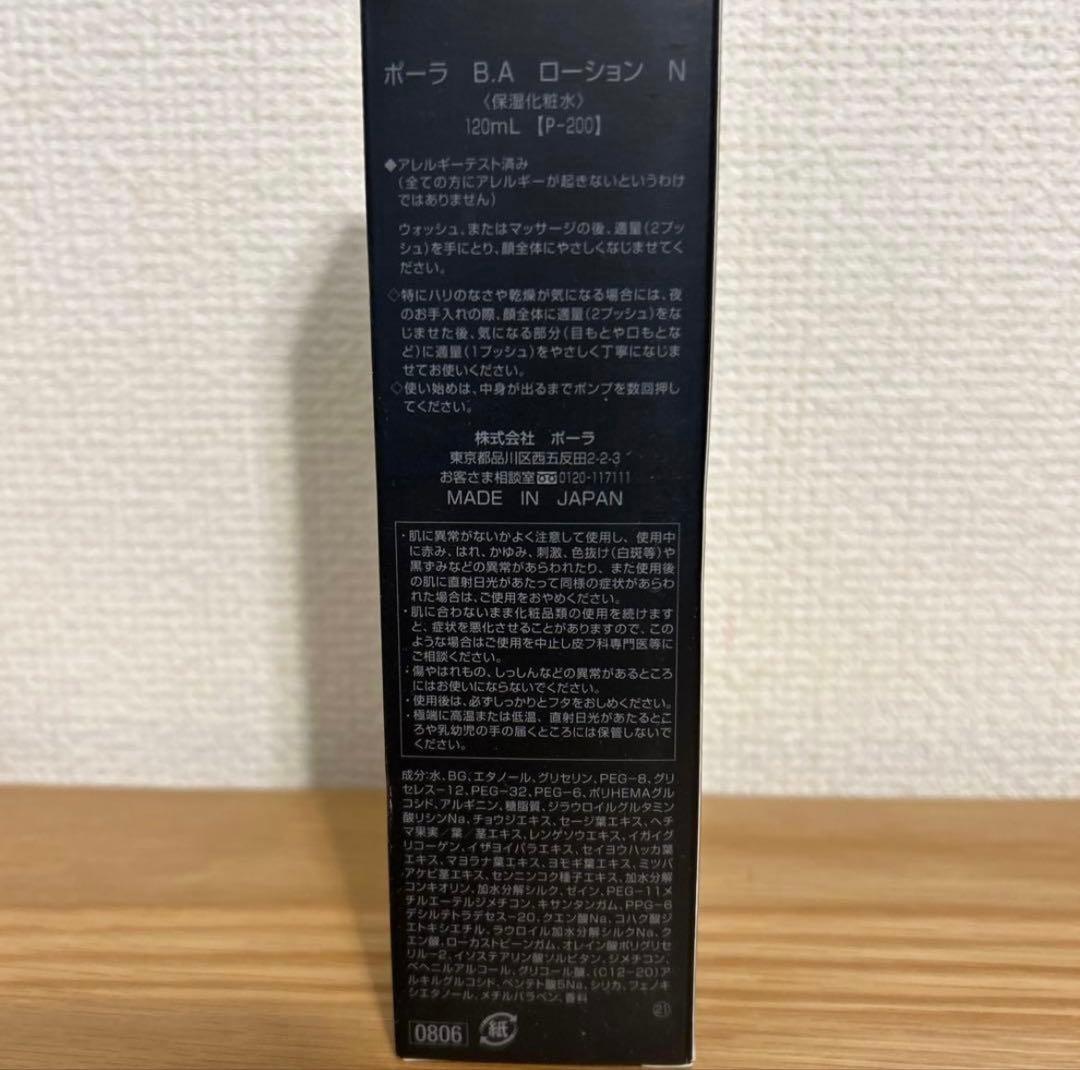 ポーラ B.A ローション N
〈保湿化粧水〉
120mL 【P-200】
◆アレルギーテスト済み
(全ての方にアレルギーが起きないというわけ
ではありません)
ウォッシュ、またはマッサージの後、適量(2プッ
シュ)を手にとり、顔全体にやさしくなじませてく
ださい。
◇特にハリのなさや乾燥が気になる場合には、夜
のお手入れの際、顔全体に適量(2プッシュ)をな
じませた後、気になる部分(目もとや口もとな
ど)に適量(1プッシュ)をやさしく丁寧になじま
せてお使いください。
◇使い始めは、中身が出るまでポンプを数回押し
てください。
株式会社 ポーラ
東京都品川区西五反田2-2-3
お客さま相談室 0120-117111
MADE IN JAPAN
・肌に異常がないかよく注意して使用し、使用中
に赤み、はれ、かゆみ、刺激、色抜け(白斑等)や
黒ずみなどの異常があらわれたり、また使用後
の肌に直射日光があたって同様の症状があらわ
れた場合は、ご使用をおやめください。
・肌に合わないまま化粧品類の使用を続けます
と、症状を悪化させることがありますので、この
ような場合はご使用を中止し皮フ科専門医等に
ご相談ください。
・傷やはれもの、しっしんなどの異常があるところ
にはお使いにならないでください。
・使用後は、必ずしっかりとフタをおしめください。
・極端に高温または低温、直射日光があたるとこ
ろや乳幼児の手の届くところには保管しないで
ください。
成分:水、BG、エタノール、グリセリン、PEG-8、グリ
セレス-12、PEG-32、PEG-6、ポリHEMAグル
コシド、アルギニン、糖脂質、ジラウロイルグルタミン
酸リシンNa、チョウジエキス、セージ葉エキス、ヘチ
マ果実/葉/茎エキス、レンゲソウエキス、イガイグ
リコーゲン、イザヨイバラエキス、セイヨウハッカ葉
エキス、マヨラナ葉エキス、ヨモギ葉エキス、ミツバ
アケビ茎エキス、センニンコク種子エキス、加水分解
コンキオリン、加水分解シルク、ゼイン、PEG-11メ
チルエーテルジメチコン、キサンタンガム、PPG-6
デシルテトラデセス-20、クエン酸Na、コハク酸ジ
エトキシエチル、ラウロイル加水分解シルクNa、ク
エン酸、ローカストビーンガム、オレイン酸ポリグリセ
リル-2、イソステアリン酸ソルビタン、ジメチコン、
ベヘニルアルコール、グリコール酸、(C12-20)ア
ルキルグルコシド、ペンテト酸5Na、シリカ、フェノキ
シエタノール、メチルパラベン、香料
㉑
0806 紙